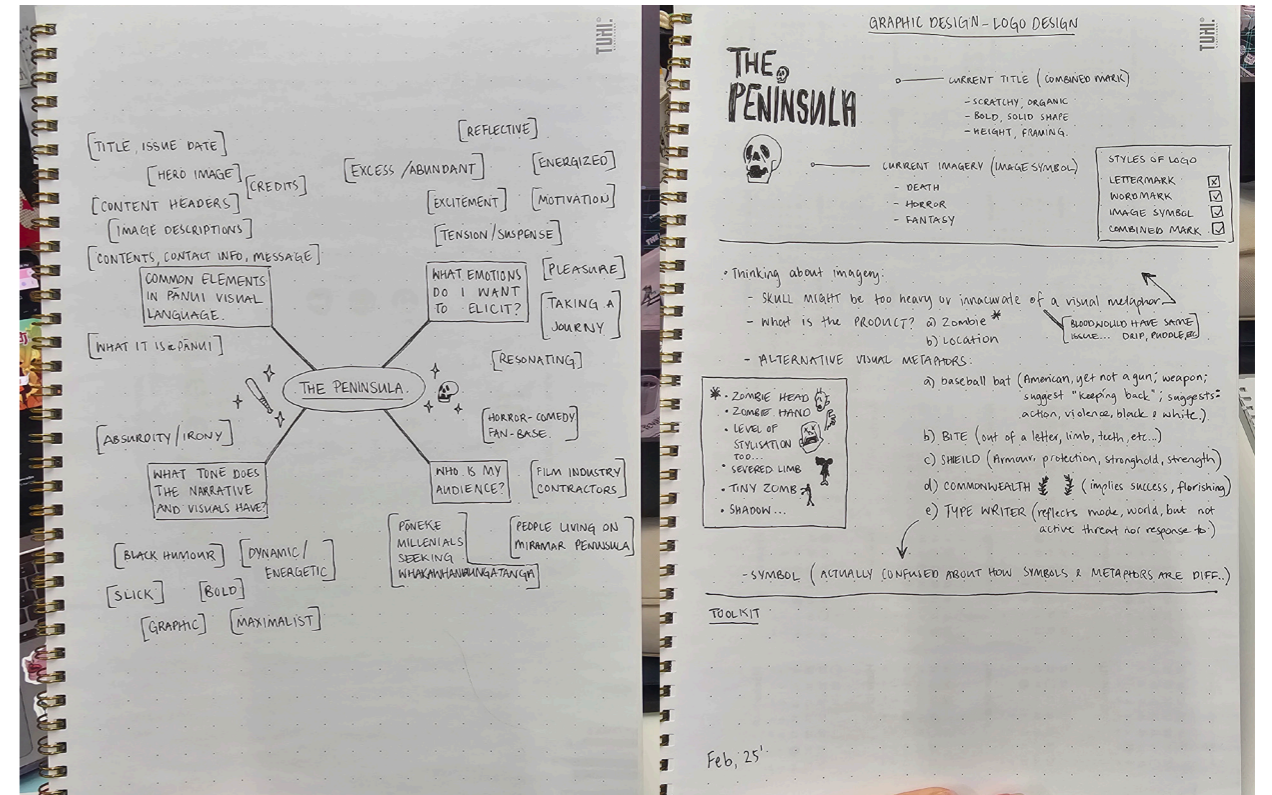 TUHI.
[TITLE, ISSUE DATE]
[HERO IMAGE]
[CREDITS]
[CONTENT HEADERS]
[IMAGE DESCRIPTIONS]
[CONTENTS, CONTACT INFO, MESSAGE]
COMMON ELEMENTS
IN PĀNUI VISUAL
LANGUAGE.
[WHAT IT IS = PĀNUI]
[REFLECTIVE]
[EXCESS / ABUNDANT]
[ENERGIZED]
[EXCITEMENT]
[MOTIVATION]
[TENSION/SUSPENSE]
WHAT EMOTIONS
DO I WANT
TO ELICIT?
[PLEASURE]
[TAKING A
JOURNY]
[RESONATING]
THE PENINSULA.
[ABSURDITY/IRONY]
WHAT TONE DOES
THE NARRATIVE
AND VISUALS HAVE?
[BLACK HUMOUR]
[DYNAMIC/
ENERGETIC]
[SLICK]
[BOLD]
[GRAPHIC]
[MAXIMALIST]
[HORROR-COMEDY
FAN-BASE.]
WHO IS MY
AUDIENCE?
[FILM INDUSTRY
CONTRACTORS]
[PŌNEKE
MILLENIALS
SEEKING
WHAKAWHANAUNGATANGA]
[PEOPLE LIVING ON
MIRAMAR PENINSULA]
GRAPHIC DESIGN - LOGO DESIGN
TUHI.
THE
PENINSULA
CURRENT TITLE (COMBINED MARK)
- SCRATCHY, ORGANIC
- BOLD, SOLID SHAPE
- HEIGHT, FRAMING.
CURRENT IMAGERY (IMAGE SYMBOL)
- DEATH
- HORROR
- FANTASY
STYLES OF LOGO
LETTERMARK ☒
WORDMARK ☑
IMAGE SYMBOL ☑
COMBINED MARK ☑
• Thinking about imagery:
- SKULL MIGHT BE TOO HEAVY or innacurate of a visual metaphor
- What is the PRODUCT? a) Zombie *
b) Location
[BLOOD WOULD HAVE SAME
ISSUE... DRIP, PUDDLE, ETC]
- ALTERNATIVE VISUAL METAPHORS:
a) baseball bat (American, yet not a gun; weapon;
suggest "keeping back"; suggests
action, violence, black & white.)
b) BITE (out of a letter, limb, teeth, etc...)
c) SHEILD (Armour, protection, stronghold, strength)
d) COMMONWEALTH (implies success, florishing)
e) TYPE WRITER (reflects mode, world, but not
active threat nor response to.)
* • ZOMBIE HEAD
• ZOMBIE HAND
• LEVEL OF
STYLISATION
TOO...
• SEVERED LIMB
• TINY ZOMB
• SHADOW...
- SYMBOL (ACTUALLY CONFUSED ABOUT HOW SYMBOLS & METAPHORS ARE DIFF..)
TOOLKIT
Feb, 25'